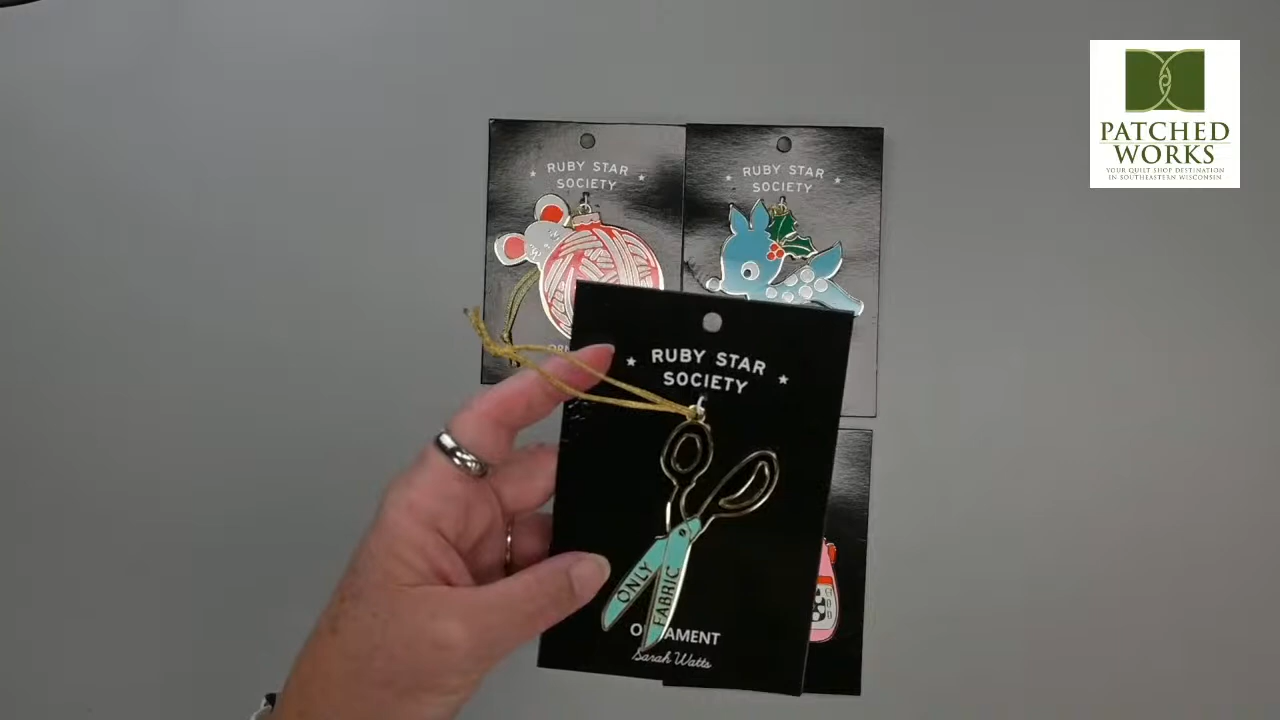 PATCHED
WORKS
YOUR QUILT SHOP DESTINATION
IN SOUTHEASTERN WISCONSIN
RUBY STAR
SOCIETY
RUBY STAR
SOCIETY
RUBY STAR
SOCIETY
ONLY
FABRIC
AMENT
Sarah Watts